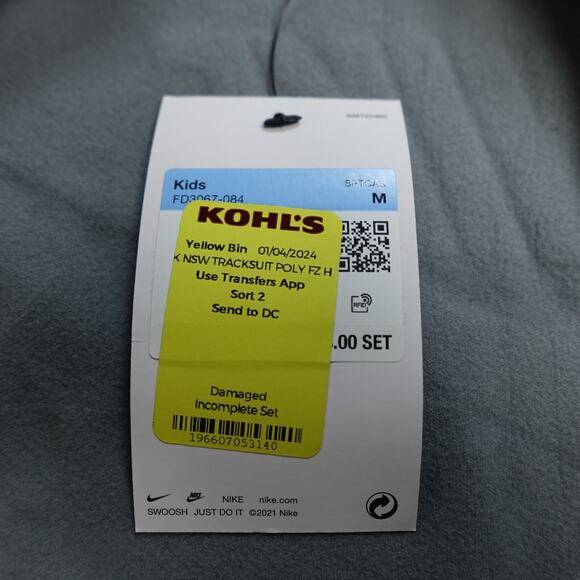 Kids
SPTCAS
FD3067-084
M
KOHL'S
Yellow Bin 01/04/2024
K NSW TRACKSUIT POLY FZ H
Use Transfers App
Sort 2
Send to DC
RFID
.00 SET
Damaged
Incomplete Set
196607053140
NIKE nike.com
SWOOSH JUST DO IT ©2021 Nike